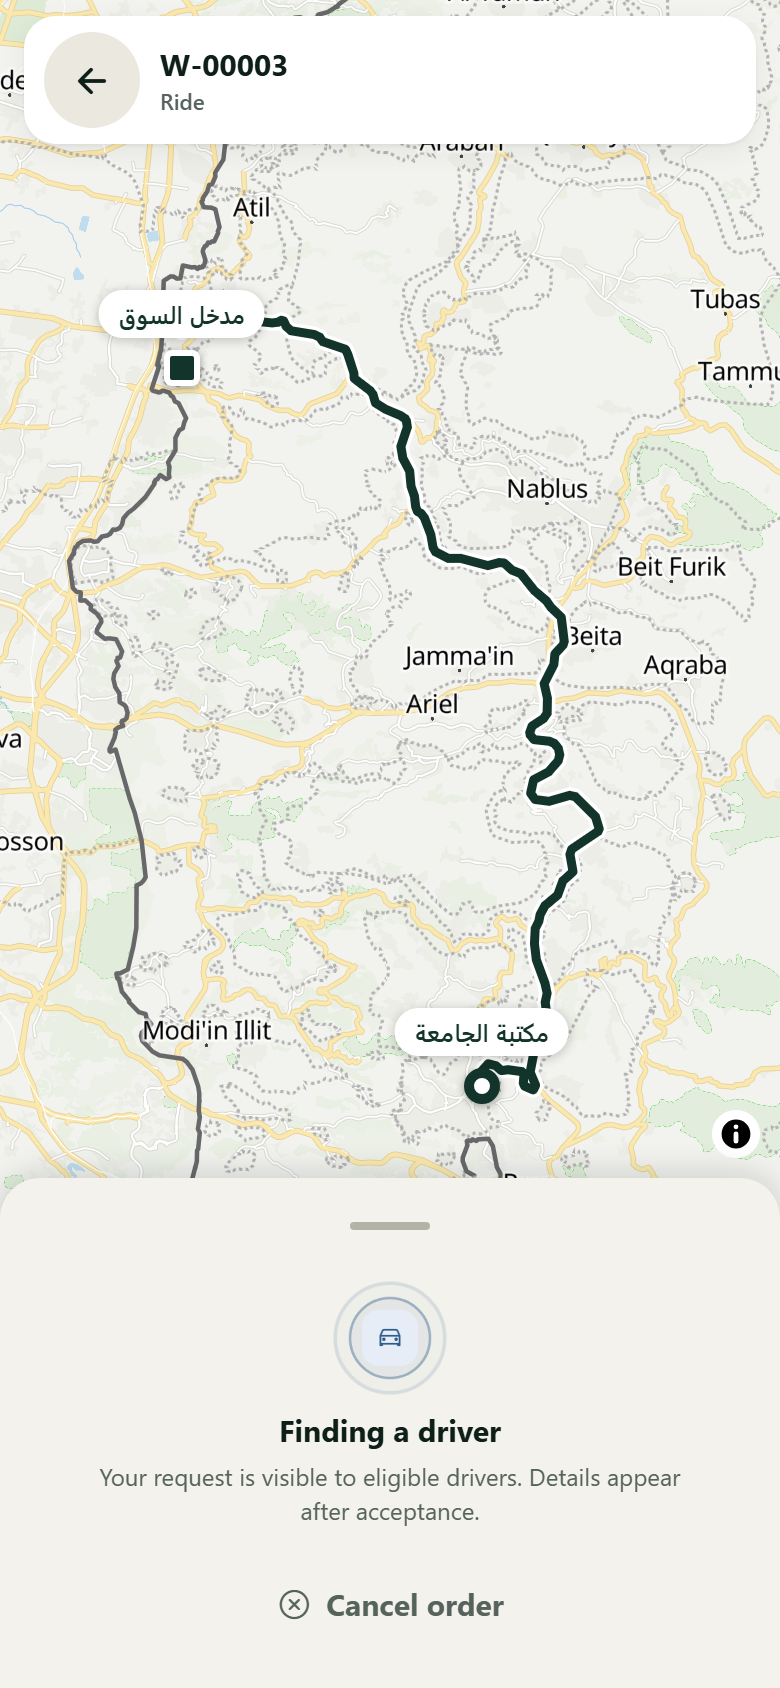 W-00003
Ride
Atil
مدخل السوق
Tubas
Nablus
Beit Furik
Beita
Jamma'in
Aqraba
Ariel
Modi'in Illit
مكتبة الجامعة
Finding a driver
Your request is visible to eligible drivers. Details appear
after acceptance.
Cancel order